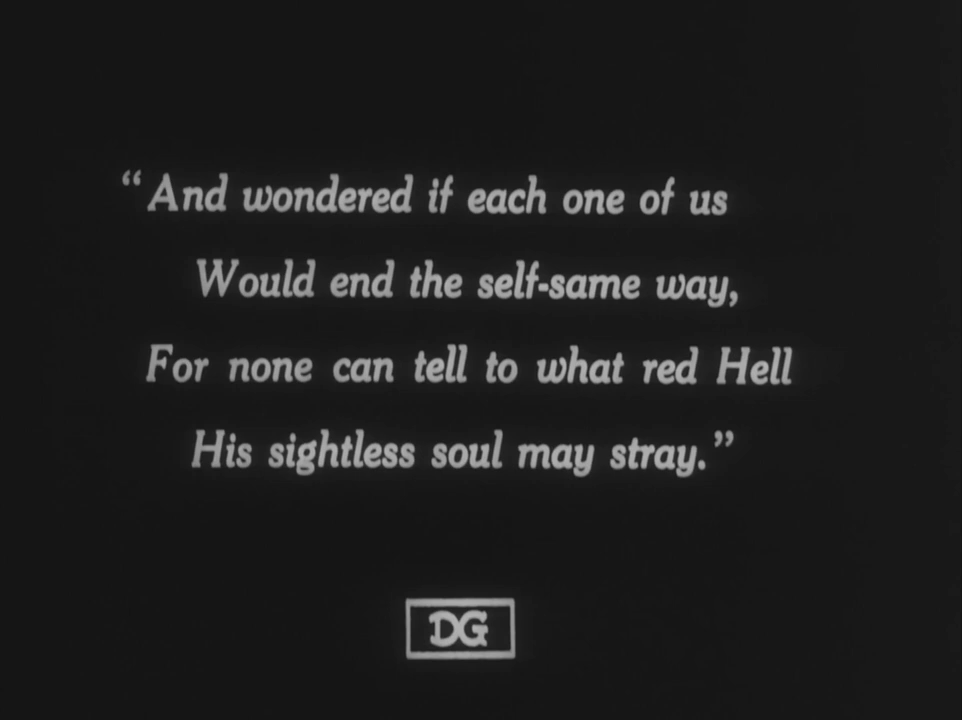 “And wondered if each one of us
Would end the self-same way,
For none can tell to what red Hell
His sightless soul may stray.”
DG